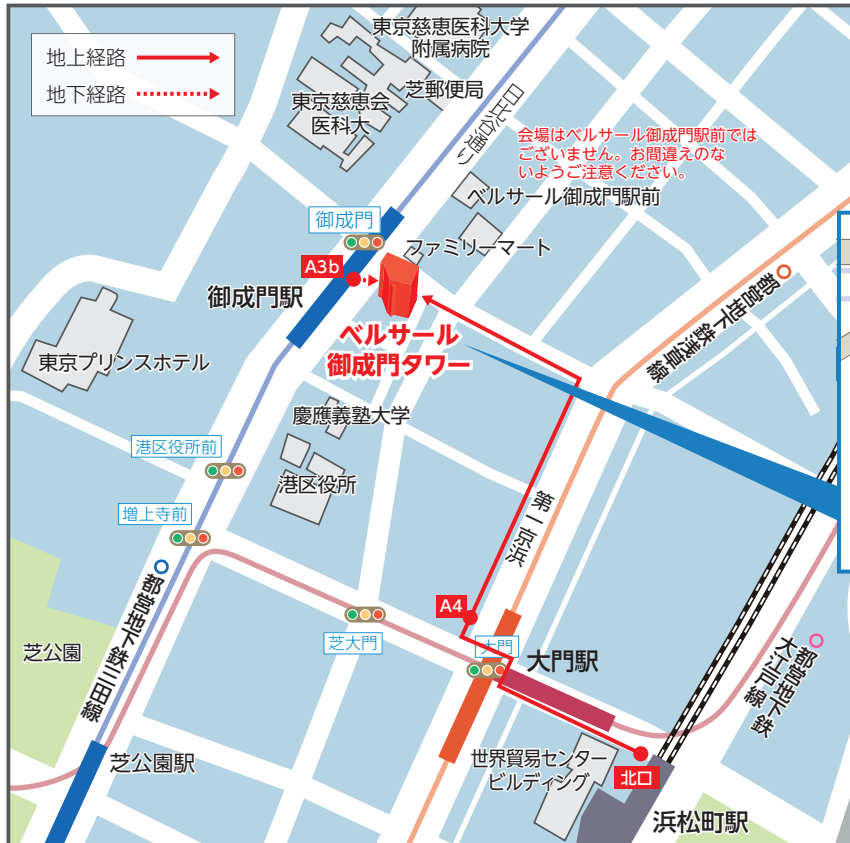 地上経路
地下経路
東京慈恵医科大学
附属病院
芝郵便局
東京慈恵会
医科大
日比谷通り
会場はベルサール御成門駅前では
ございません。お間違えのな
いようご注意ください。
ベルサール御成門駅前
御成門
ファミリーマート
A3b
御成門駅
都営地下鉄浅草線
ベルサール
御成門タワー
東京プリンスホテル
慶應義塾大学
港区役所前
港区役所
第一京浜
増上寺前
都営地下鉄三田線
A4
芝大門
大門
大門駅
都営地下鉄
大江戸線
芝公園
芝公園駅
世界貿易センター
ビルディング
北口
浜松町駅